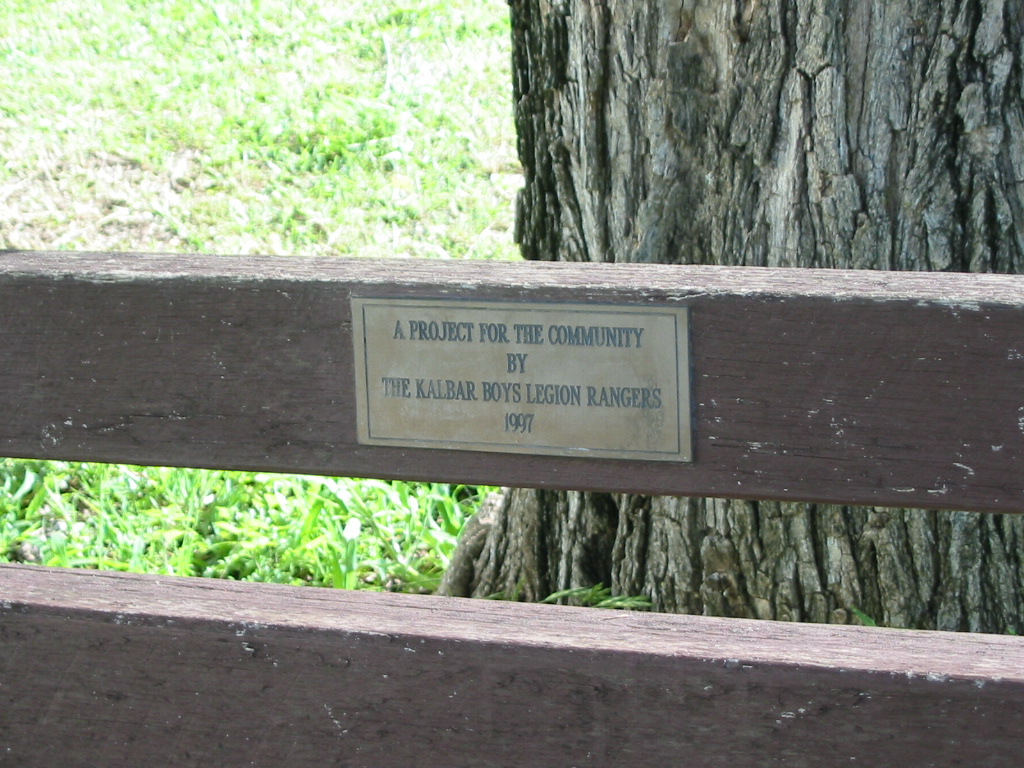 A PROJECT FOR THE COMMUNITY
BY
THE KALBAR BOYS LEGION RANGERS
1997